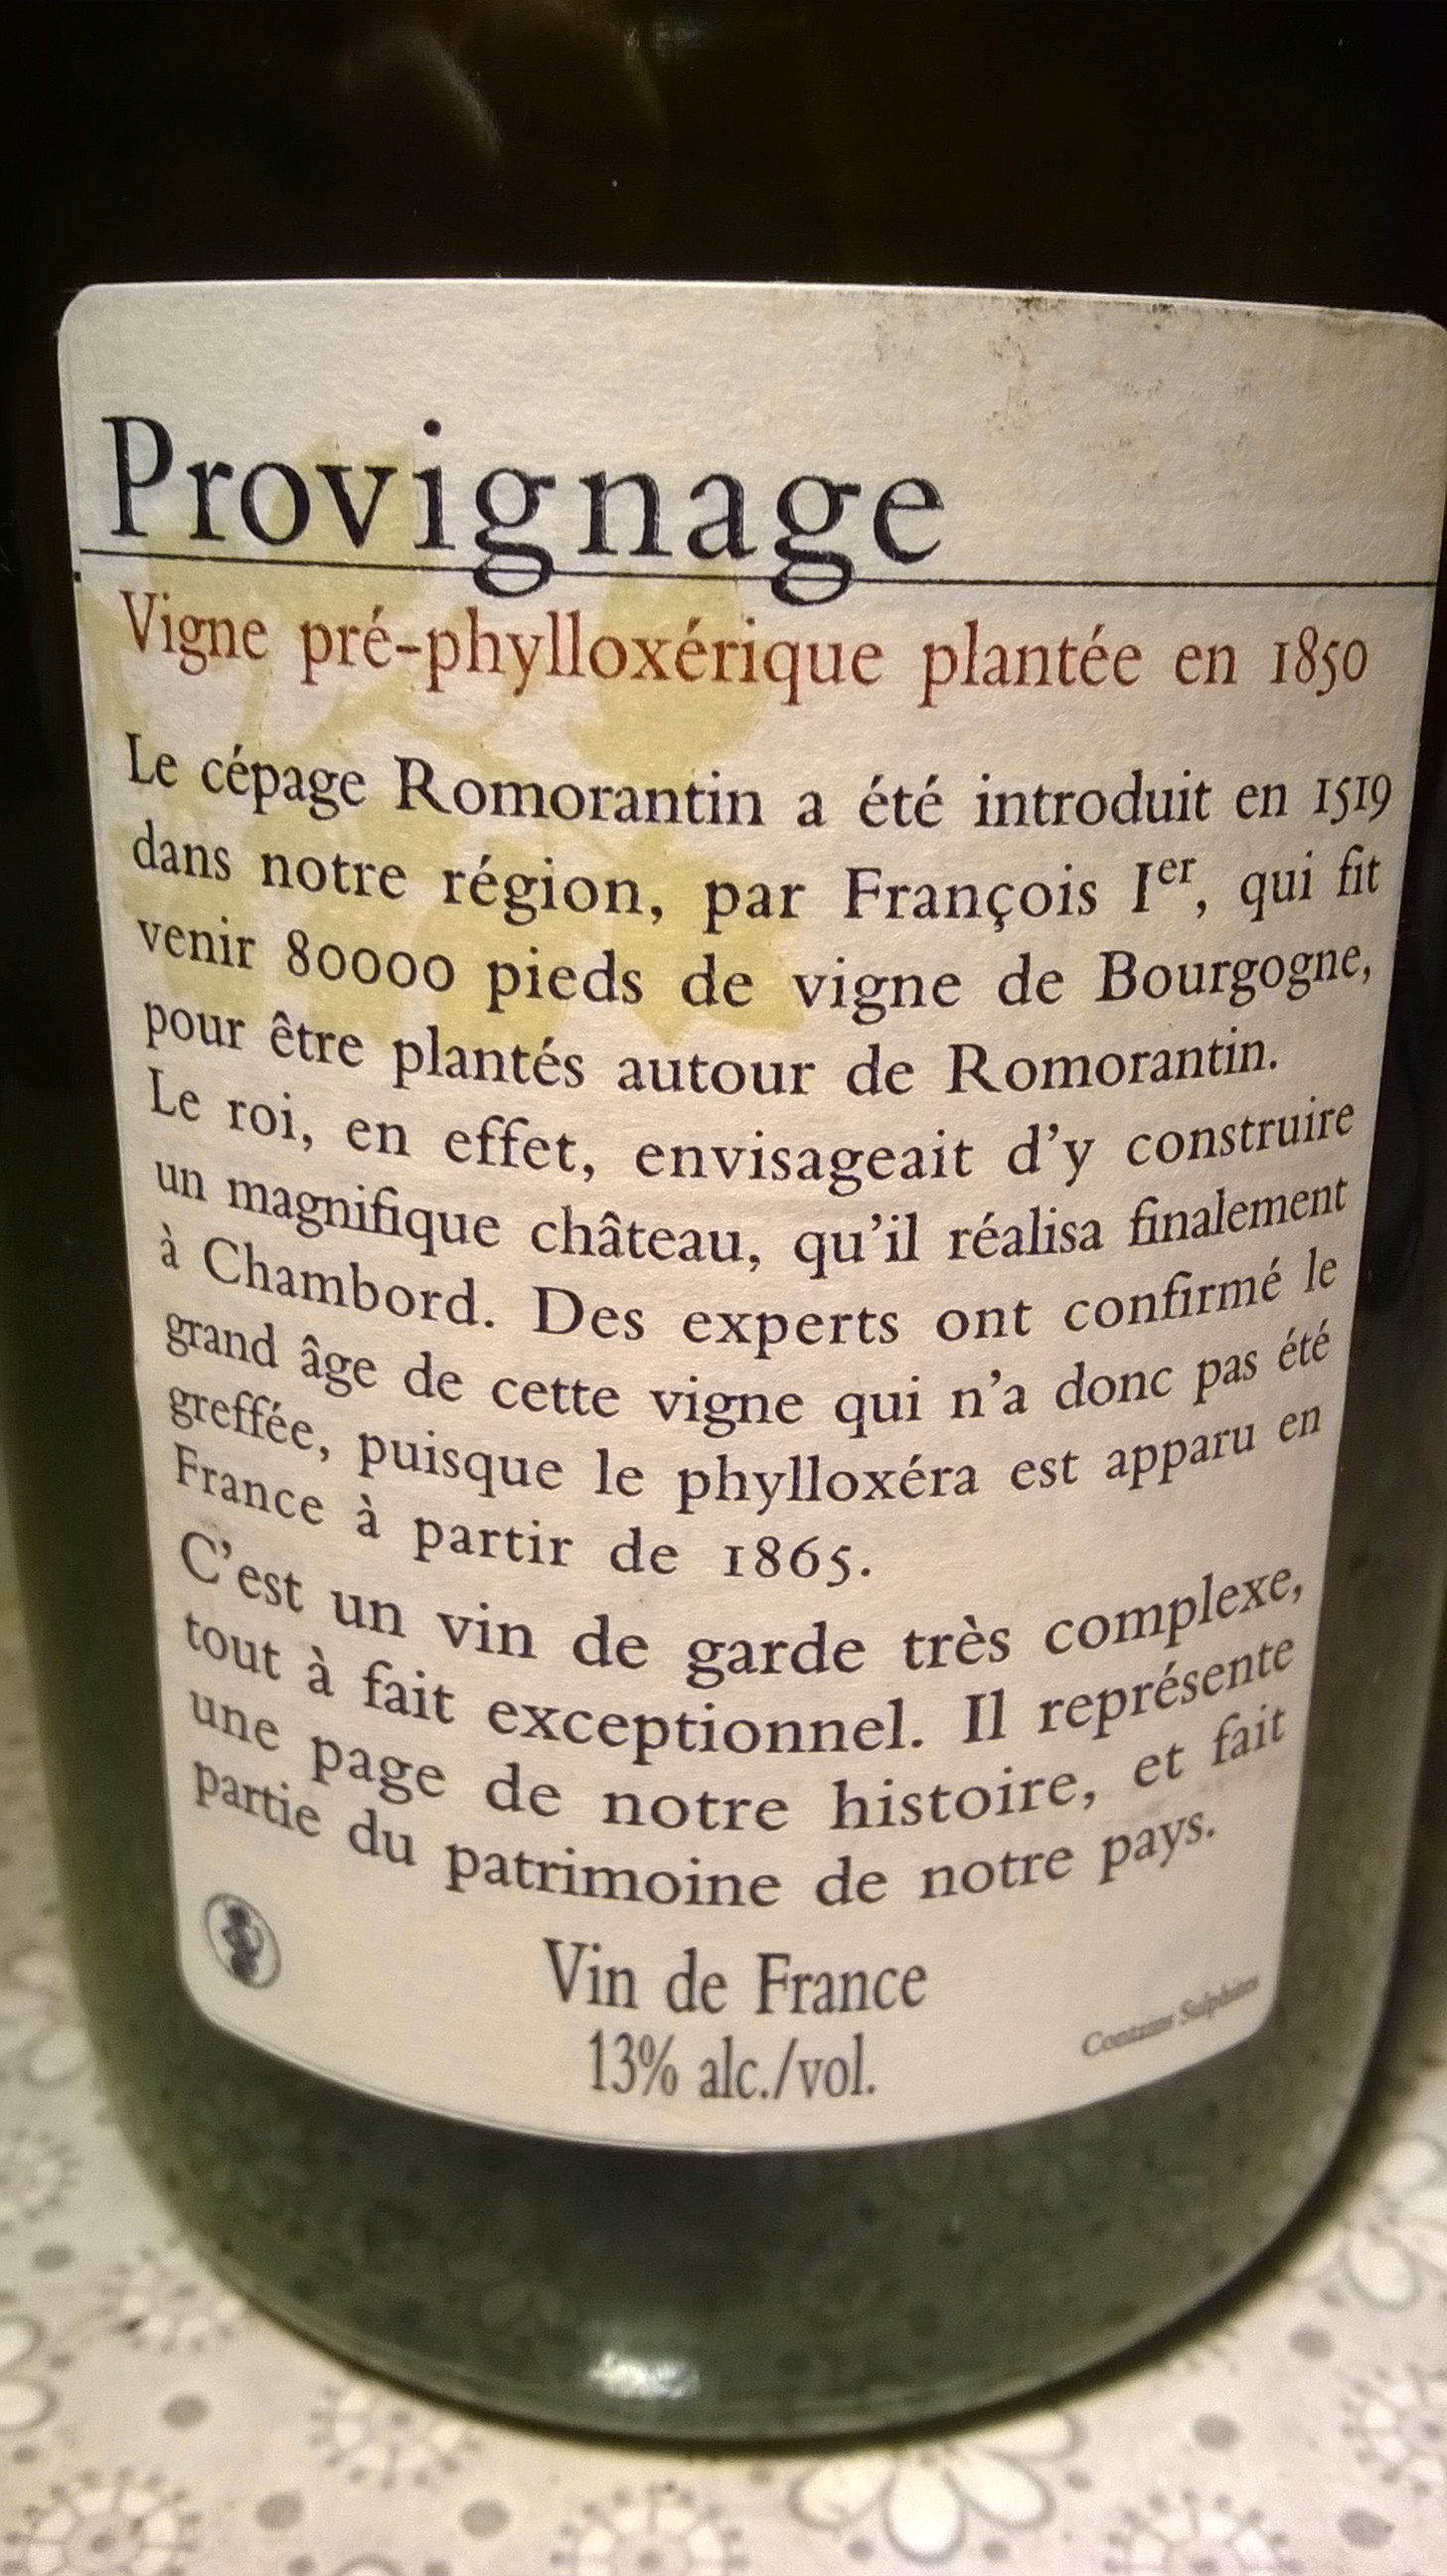 Provignage
Vigne pré-phylloxérique plantée en 1850
Le cépage Romorantin a été introduit en 1519
dans notre région, par François Ier, qui fit
venir 80000 pieds de vigne de Bourgogne,
pour être plantés autour de Romorantin.
Le roi, en effet, envisageait d'y construire
un magnifique château, qu'il réalisa finalement
à Chambord. Des experts ont confirmé le
grand âge de cette vigne qui n'a donc pas été
greffée, puisque le phylloxéra est apparu en
France à partir de 1865.
C'est un vin de garde très complexe,
tout à fait exceptionnel. Il représente
une page de notre histoire, et fait
partie du patrimoine de notre pays.
Vin de France
13% alc./vol.
Contains Sulphites